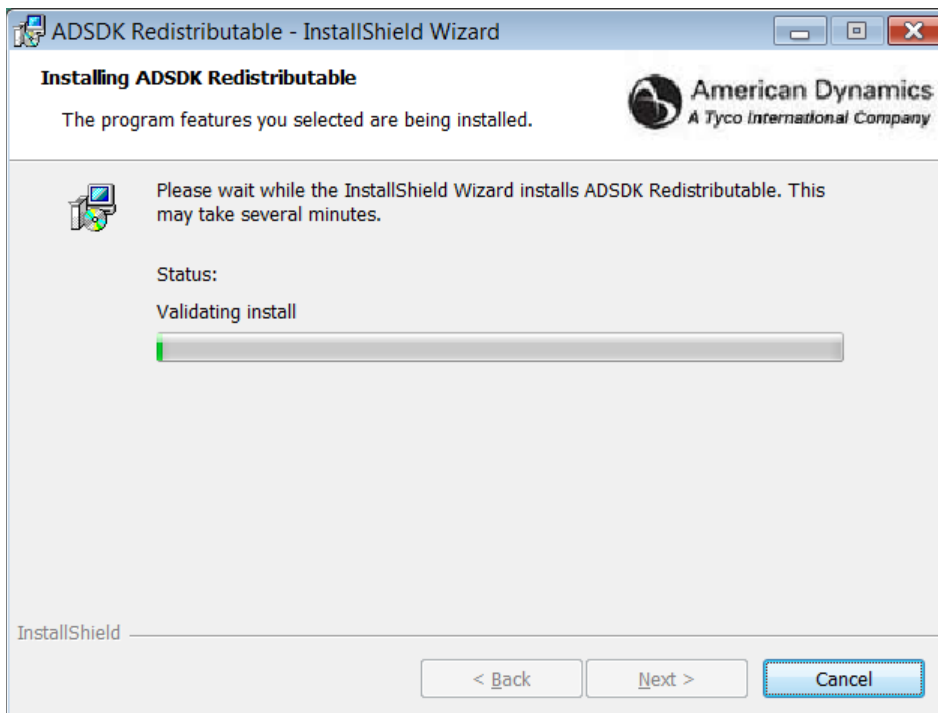 ADSDK Redistributable - InstallShield Wizard
Installing ADSDK Redistributable
The program features you selected are being installed.
American Dynamics
A Tyco International Company
Please wait while the InstallShield Wizard installs ADSDK Redistributable. This
may take several minutes.
Status:
Validating install
InstallShield
< Back
Next >
Cancel